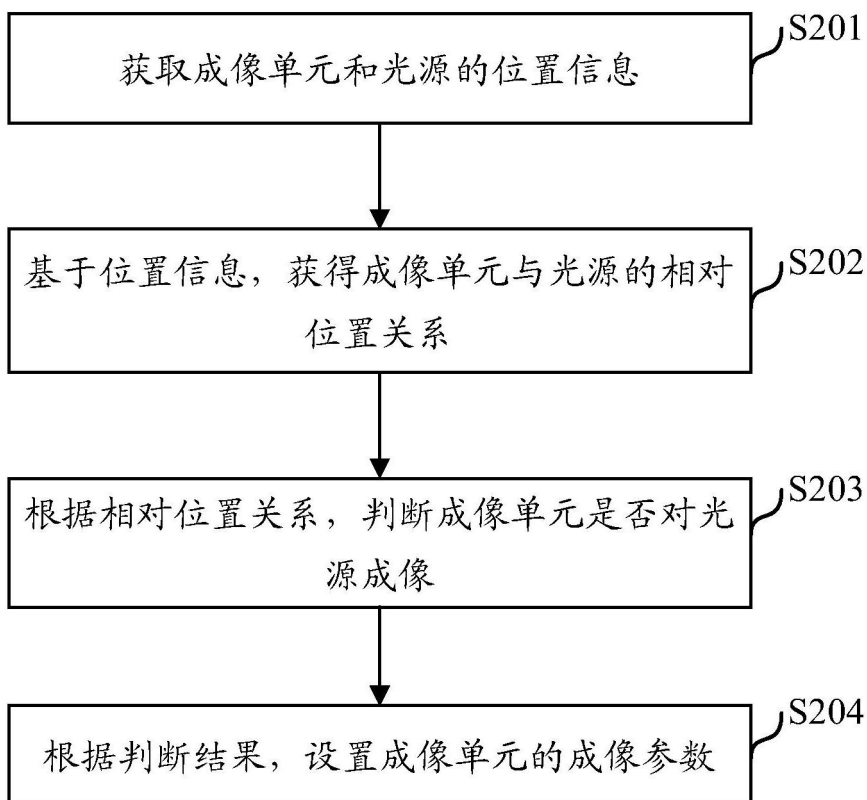 S201
获取成像单元和光源的位置信息
S202
基于位置信息，获得成像单元与光源的相对
位置关系
S203
根据相对位置关系，判断成像单元是否对光
源成像
S204
根据判断结果，设置成像单元的成像参数